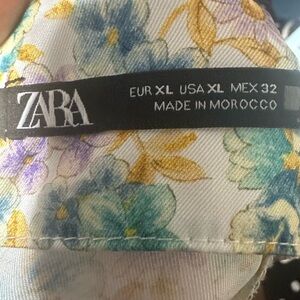 ZARA
EUR XL USA XL MEX 32
MADE IN MOROCCO